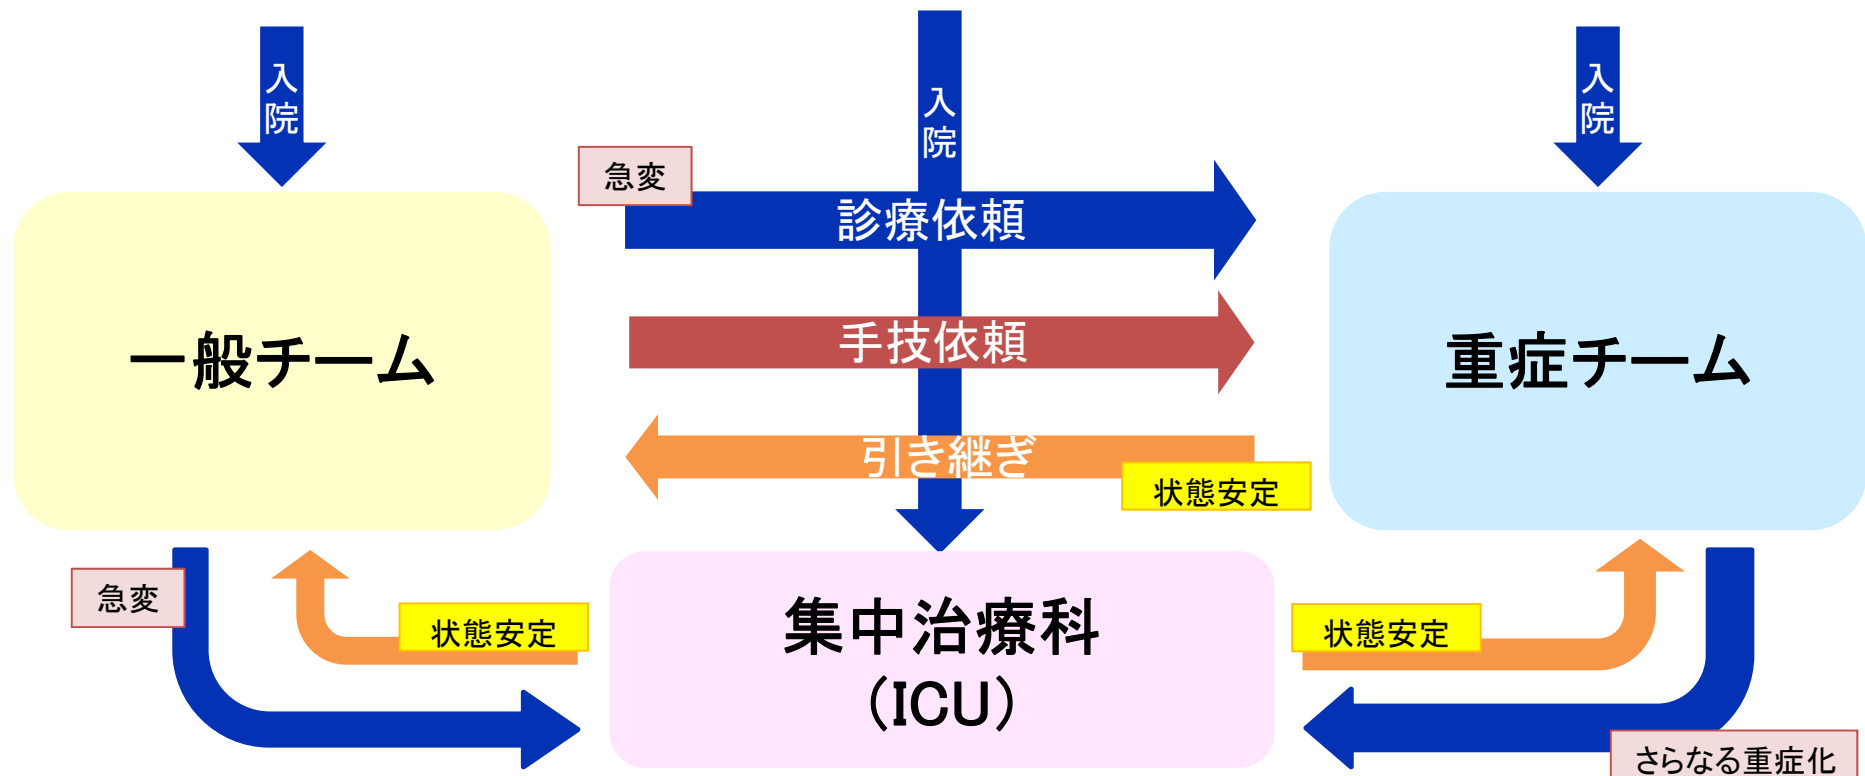 入院
入院
入院
急変
診療依頼
手技依頼
引き継ぎ
状態安定
一般チーム
重症チーム
急変
状態安定
集中治療科
（ICU）
状態安定
さらなる重症化